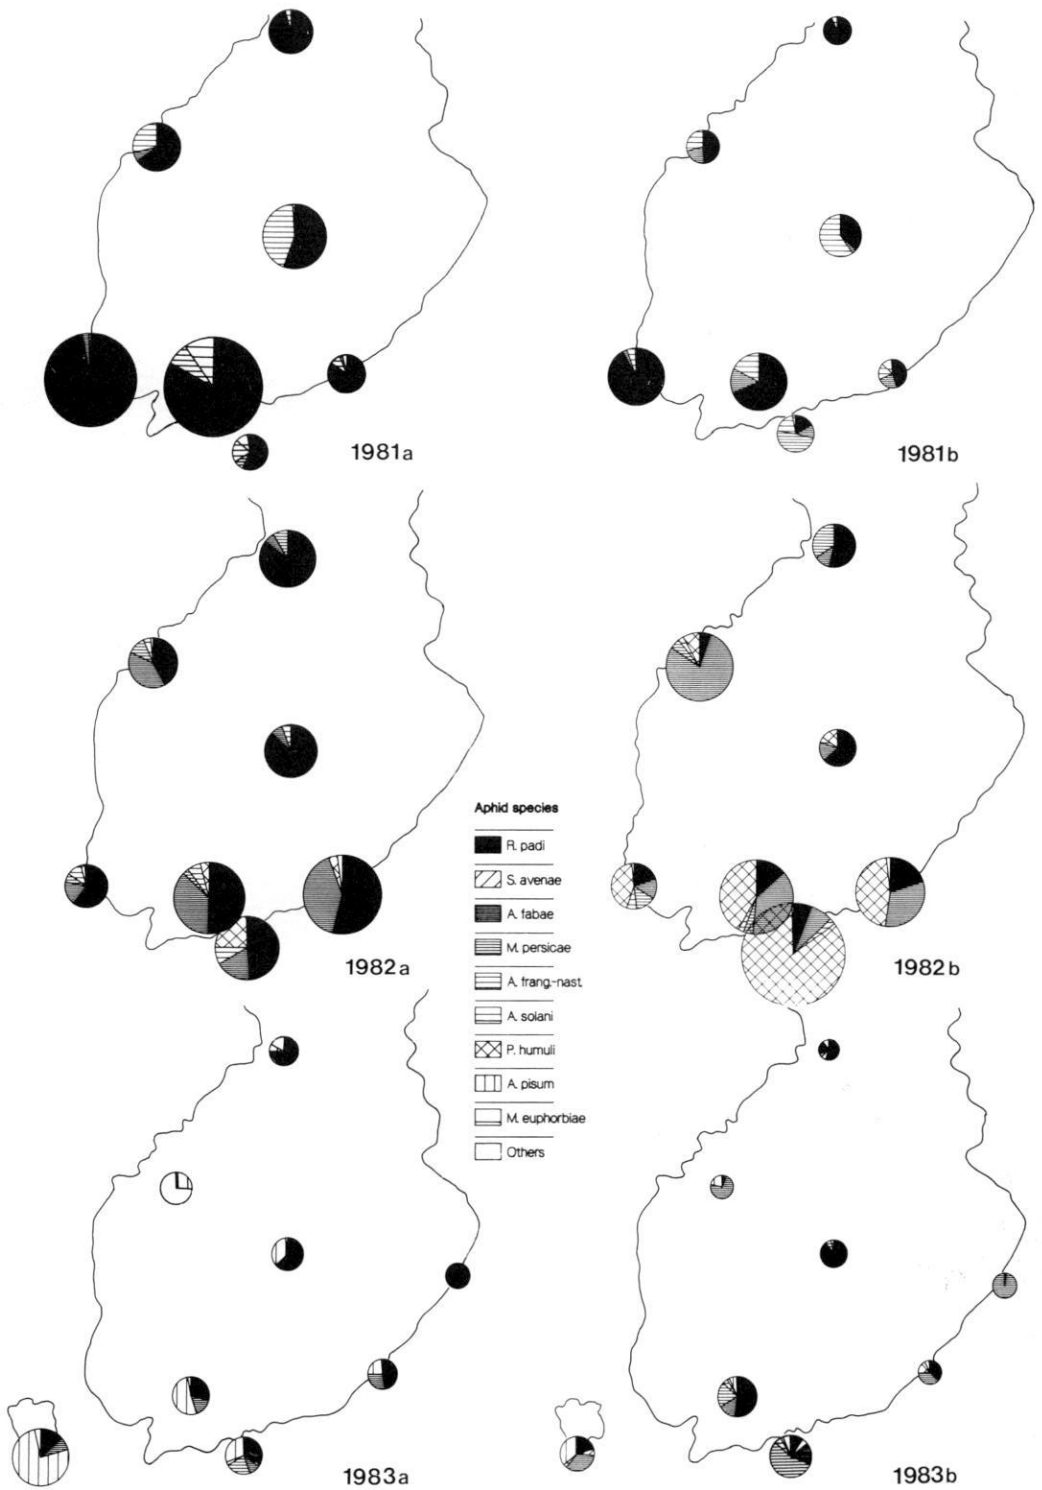 1981a
1981b
1982a
Aphid species
R. padi
S. avenae
A. fabae
M. persicae
A. frang.-nast.
A. solani
P. humuli
A. pisum
M. euphorbiae
Others
1982b
1983a
1983b